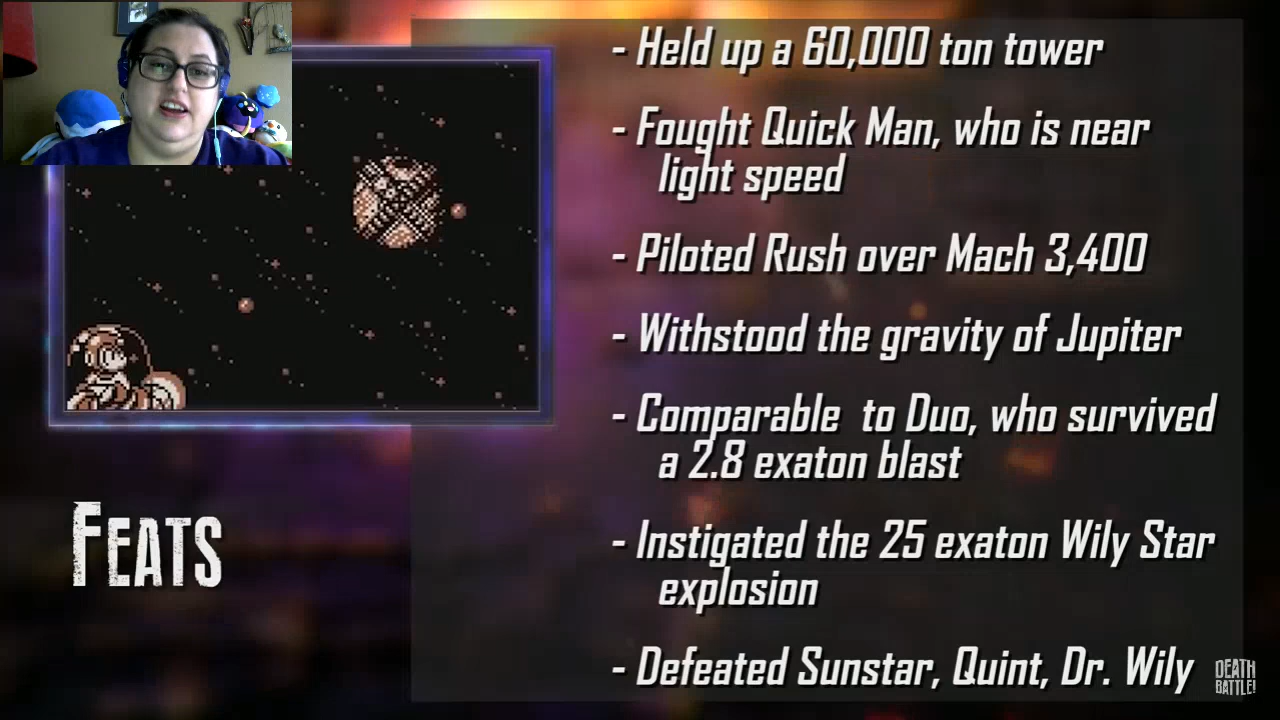 - Held up a 60,000 ton tower
- Fought Quick Man, who is near
light speed
- Piloted Rush over Mach 3,400
- Withstood the gravity of Jupiter
- Comparable to Duo, who survived
a 2.8 exaton blast
- Instigated the 25 exaton Wily Star
explosion
- Defeated Sunstar, Quint, Dr. Wily
FEATS
DEATH
BATTLE!